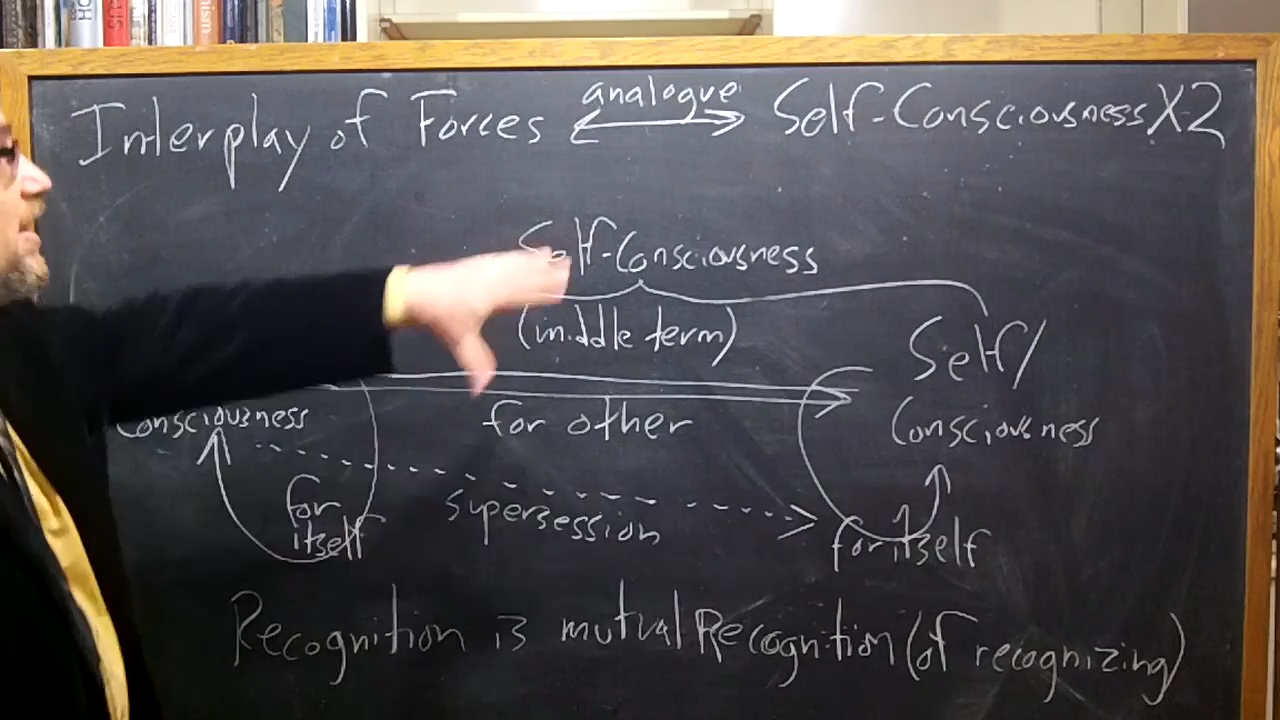 Interplay of Forces analogue Self-Consciousness X2
Self-Consciousness
(middle term)
Self/
Consciousness
Consciousness
for other
for
itself
supersession
for itself
Recognition is mutual Recognition (of recognizing)